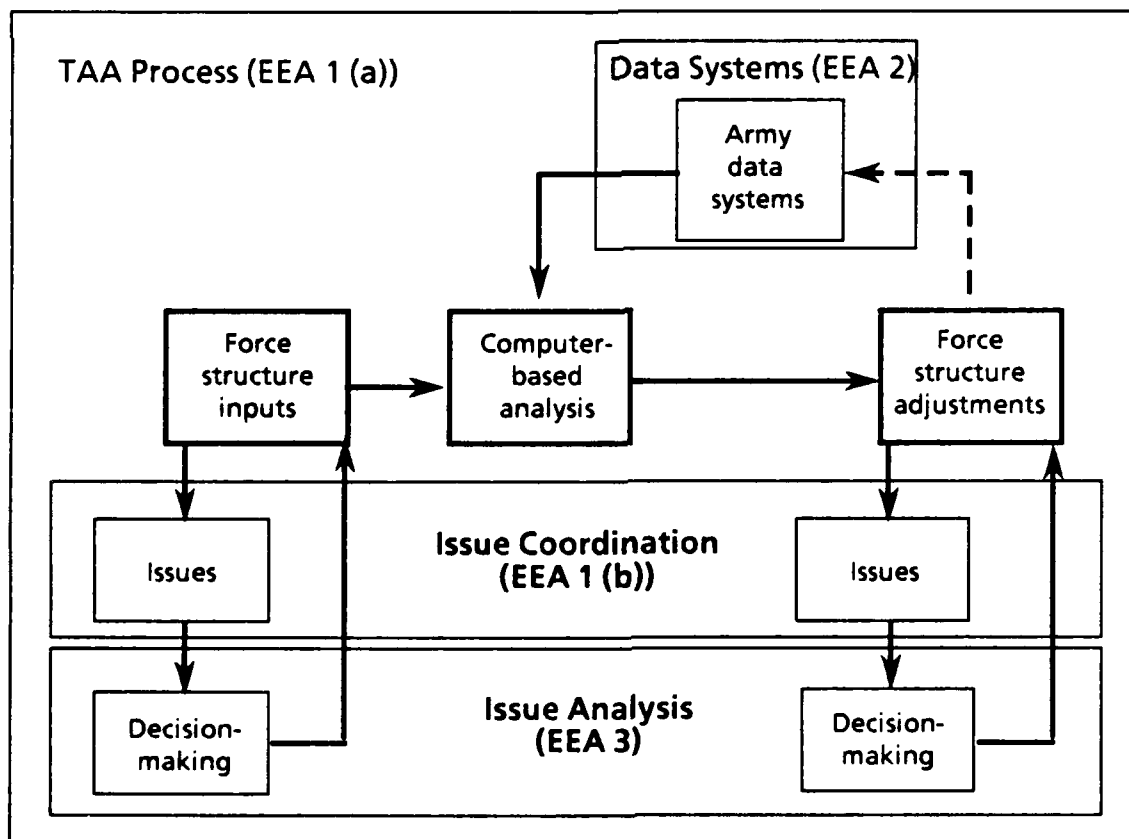 TAA Process (EEA 1 (a))
Data Systems (EEA 2)
Army
data
systems
Force
structure
inputs
Computer-
based
analysis
Force
structure
adjustments
Issues
Issue Coordination
(EEA 1 (b))
Issues
Decision-
making
Issue Analysis
(EEA 3)
Decision-
making